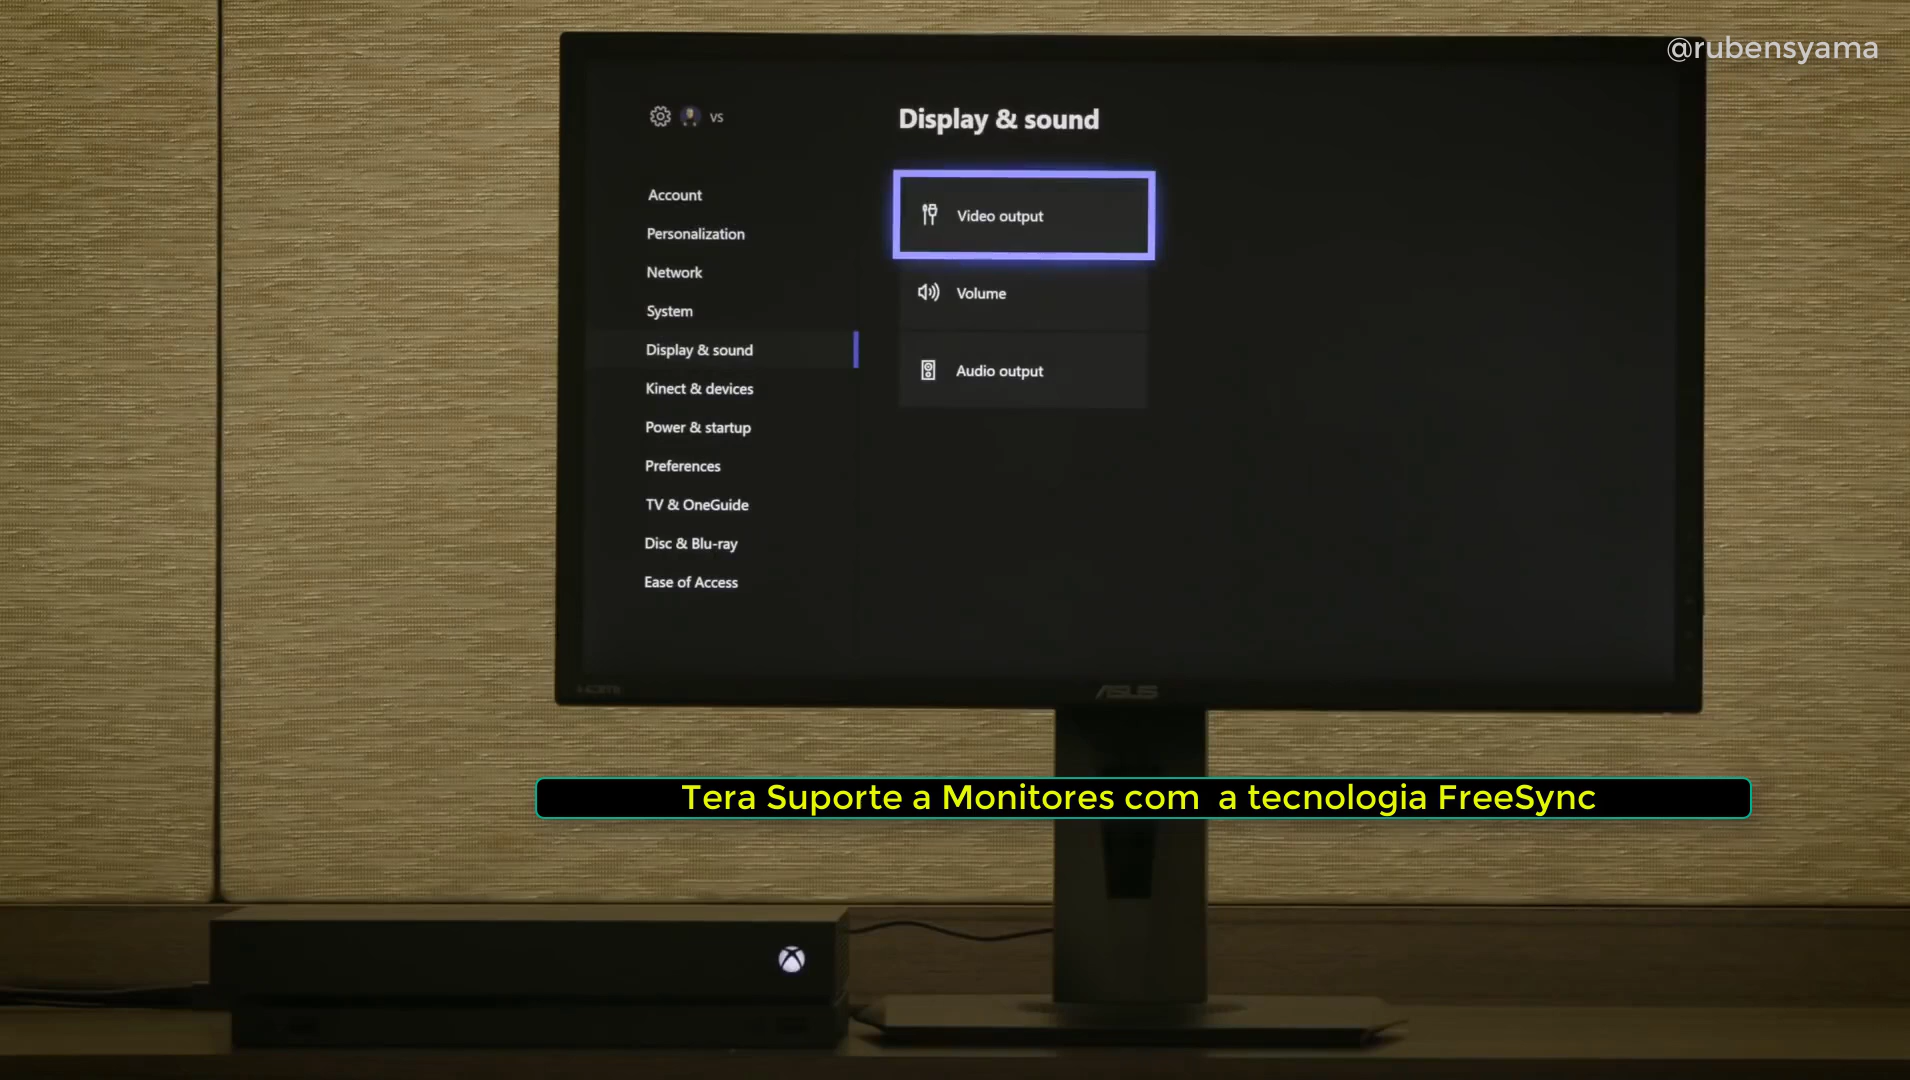 @rubensyama
VS
Display & sound
Account
Personalization
Network
System
Display & sound
Kinect & devices
Power & startup
Preferences
TV & OneGuide
Disc & Blu-ray
Ease of Access
Video output
Volume
Audio output
HDMI
ASUS
Tera Suporte a Monitores com  a tecnologia FreeSync